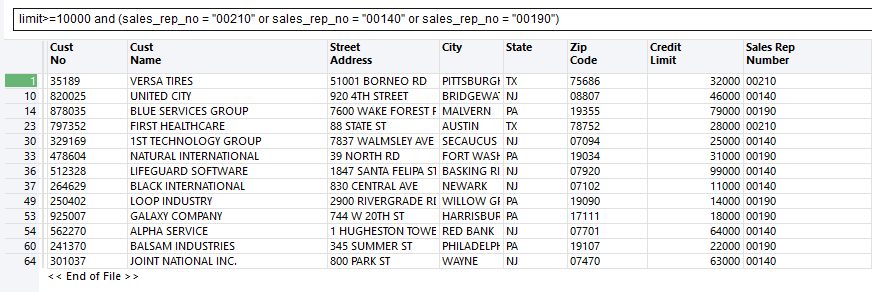 limit>=10000 and (sales_rep_no = "00210" or sales_rep_no = "00140" or sales_rep_no = "00190")
Cust No Cust Name Street Address City State Zip Code Credit Limit Sales Rep Number
1 35189 VERSA TIRES 51001 BORNEO RD PITTSBURGH TX 75686 32000 00210
10 820025 UNITED CITY 920 4TH STREET BRIDGEWAT NJ 08807 46000 00140
14 878035 BLUE SERVICES GROUP 7600 WAKE FOREST F MALVERN PA 19355 79000 00190
23 797352 FIRST HEALTHCARE 88 STATE ST AUSTIN TX 78752 28000 00210
30 329169 1ST TECHNOLOGY GROUP 7837 WALMSLEY AVE SECAUCUS NJ 07094 25000 00140
33 478604 NATURAL INTERNATIONAL 39 NORTH RD FORT WASH PA 19034 31000 00190
36 512328 LIFEGUARD SOFTWARE 1847 SANTA FELIPA ST BASKING RI NJ 07920 99000 00140
37 264629 BLACK INTERNATIONAL 830 CENTRAL AVE NEWARK NJ 07102 11000 00140
49 250402 LOOP INDUSTRY 2900 RIVERGRADE R WILLOW GR PA 19090 14000 00190
53 925007 GALAXY COMPANY 744 W 20TH ST HARRISBUR PA 17111 18000 00190
54 562270 ALPHA SERVICE 1 HUGHESTON TOWE RED BANK NJ 07701 64000 00140
60 241370 BALSAM INDUSTRIES 345 SUMMER ST PHILADELPH PA 19107 22000 00190
64 301037 JOINT NATIONAL INC. 800 PARK ST WAYNE NJ 07470 63000 00140
<< End of File >>